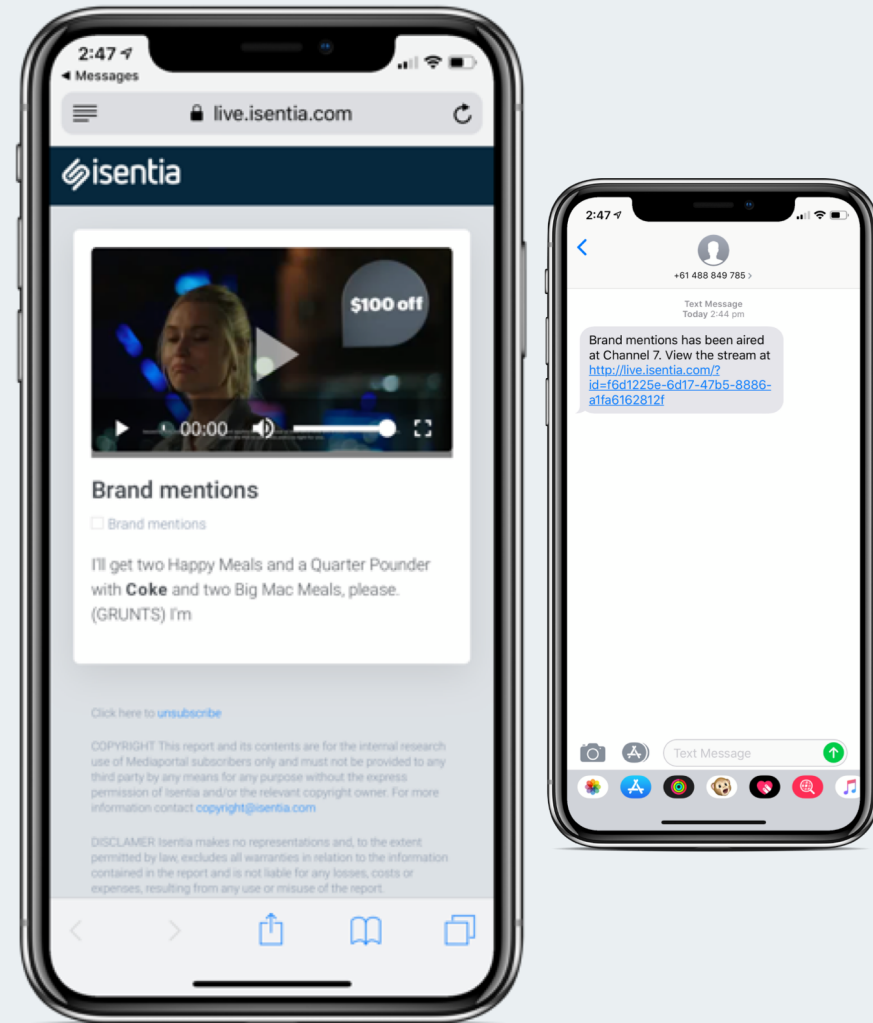 2:47
Messages
live.isentia.com
isentia
$100 off
00:00
Brand mentions
Brand mentions
I'll get two Happy Meals and a Quarter Pounder
with Coke and two Big Mac Meals, please.
(GRUNTS) I'm
Click here to unsubscribe
COPYRIGHT This report and its contents are for the internal research
use of Mediaportal subscribers only and must not be provided to any
third party by any means for any purpose without the express
permission of Isentia and/or the relevant copyright owner. For more
information contact copyright@isentia.com
DISCLAMER Isentia makes no representations and, to the extent
permitted by law, excludes all warranties in relation to the information
contained in the report and is not liable for any losses, costs or
expenses, resulting from any use or misuse of the report.
2:47
+61 488 849 785 >
Text Message
Today 2:44 pm
Brand mentions has been aired
at Channel 7. View the stream at
http://live.isentia.com/?
id=f6d1225e-6d17-47b5-8886-
a1fa6162812f
Text Message